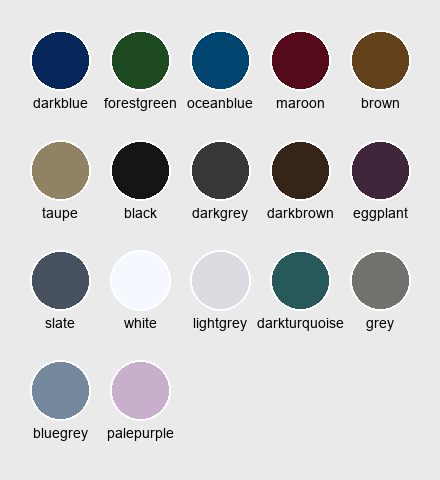 darkblue forestgreen oceanblue maroon brown
taupe black darkgrey darkbrown eggplant
slate white lightgrey darkturquoise grey
bluegrey palepurple